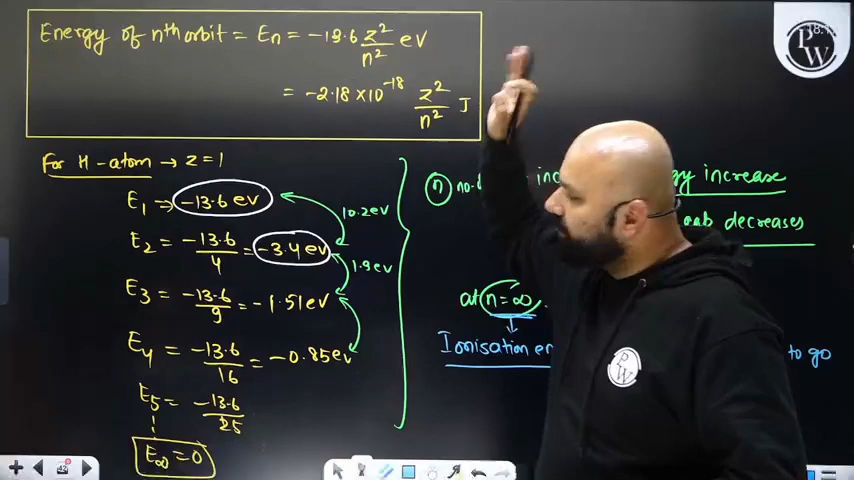 Energy of nth orbit = En = -13.6 z²/n² eV
= -2.18 × 10⁻¹⁸ z²/n² J
For H-atom → z = 1
E₁ → -13.6 eV
10.2 eV
E₂ = -13.6/4 = -3.4 eV
1.9 eV
E₃ = -13.6/9 = -1.51 eV
E₄ = -13.6/16 = -0.85 eV
E₅ = -13.6/25
E∞ = 0
n increase
decreases
at n = ∞
Ionisation
to go
PW
PW